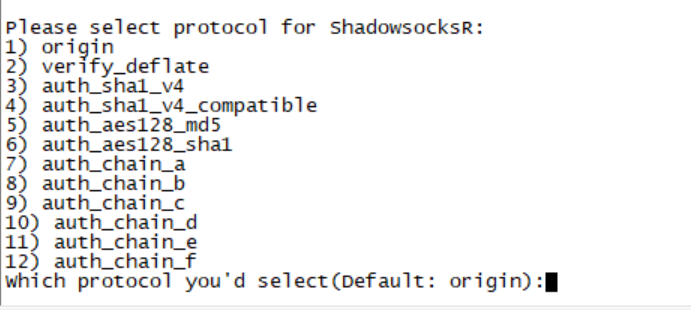 Please select protocol for ShadowsocksR:
1) origin
2) verify_deflate
3) auth_sha1_v4
4) auth_sha1_v4_compatible
5) auth_aes128_md5
6) auth_aes128_sha1
7) auth_chain_a
8) auth_chain_b
9) auth_chain_c
10) auth_chain_d
11) auth_chain_e
12) auth_chain_f
Which protocol you'd select(Default: origin):